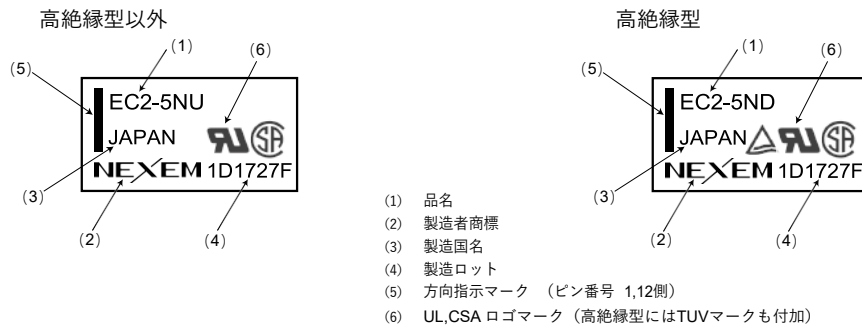 高絶縁型以外
(1)
(6)
(5)
EC2-5NU
JAPAN
NEXEM 1D1727F
(3)
(2)
(4)
高絶縁型
(1)
(6)
(5)
EC2-5ND
JAPAN
NEXEM 1D1727F
(3)
(2)
(4)
(1) 品名
(2) 製造者商標
(3) 製造国名
(4) 製造ロット
(5) 方向指示マーク （ピン番号 1,12側）
(6) UL,CSA ロゴマーク（高絶縁型にはTUVマークも付加）